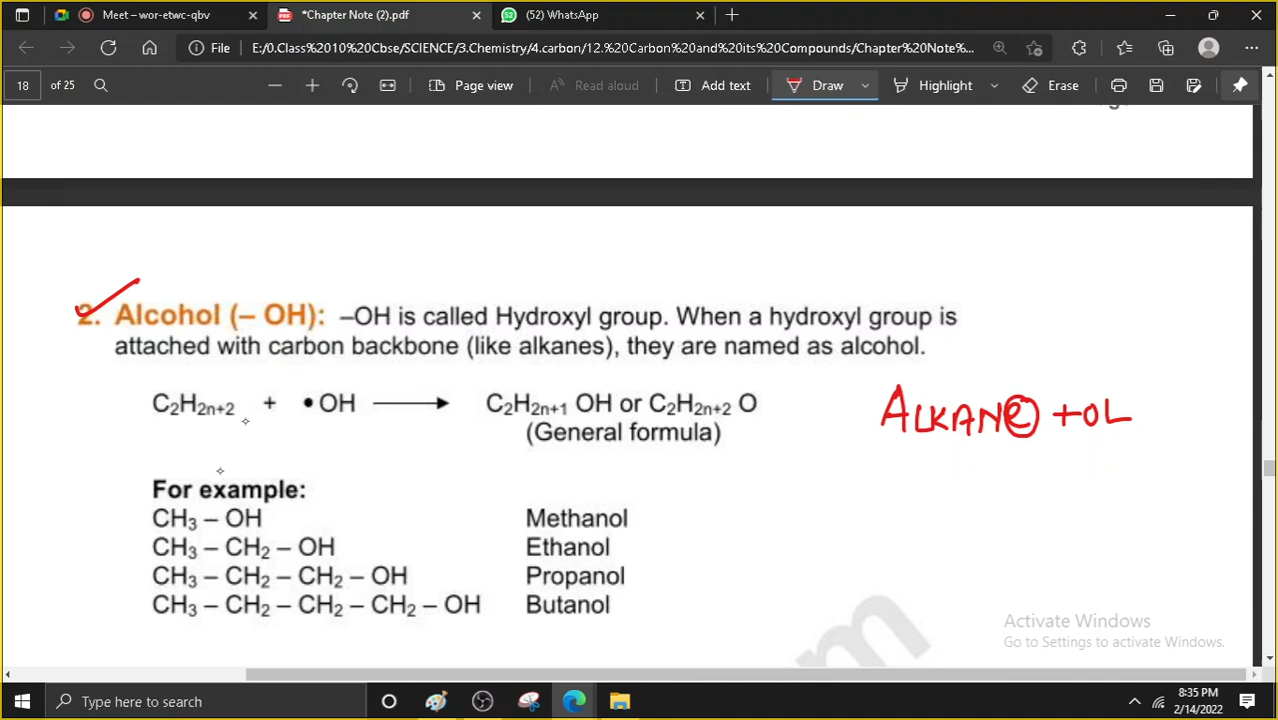 Meet – wor-etwc-qbv
*Chapter Note (2).pdf
(52) WhatsApp
File
E:/0.Class%2010%20Cbse/SCIENCE/3.Chemistry/4.carbon/12.%20Carbon%20and%20its%20Compounds/Chapter%20Note%...
18 of 25
Page view
Read aloud
Add text
Draw
Highlight
Erase
2. Alcohol (– OH): –OH is called Hydroxyl group. When a hydroxyl group is
attached with carbon backbone (like alkanes), they are named as alcohol.
C₂H₂ₙ₊₂ + •OH ⟶ C₂H₂ₙ₊₁ OH or C₂H₂ₙ₊₂ O
(General formula)
ALKANe +OL
For example:
CH₃ – OH Methanol
CH₃ – CH₂ – OH Ethanol
CH₃ – CH₂ – CH₂ – OH Propanol
CH₃ – CH₂ – CH₂ – CH₂ – OH Butanol
m
Activate Windows
Go to Settings to activate Windows.
Type here to search
8:35 PM
2/14/2022